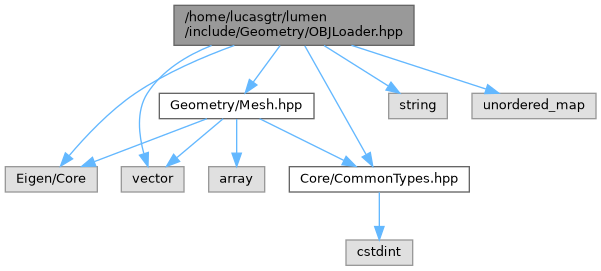 /home/lucasgtr/lumen
/include/Geometry/OBJLoader.hpp
Geometry/Mesh.hpp
string
unordered_map
Eigen/Core
vector
array
Core/CommonTypes.hpp
cstdint